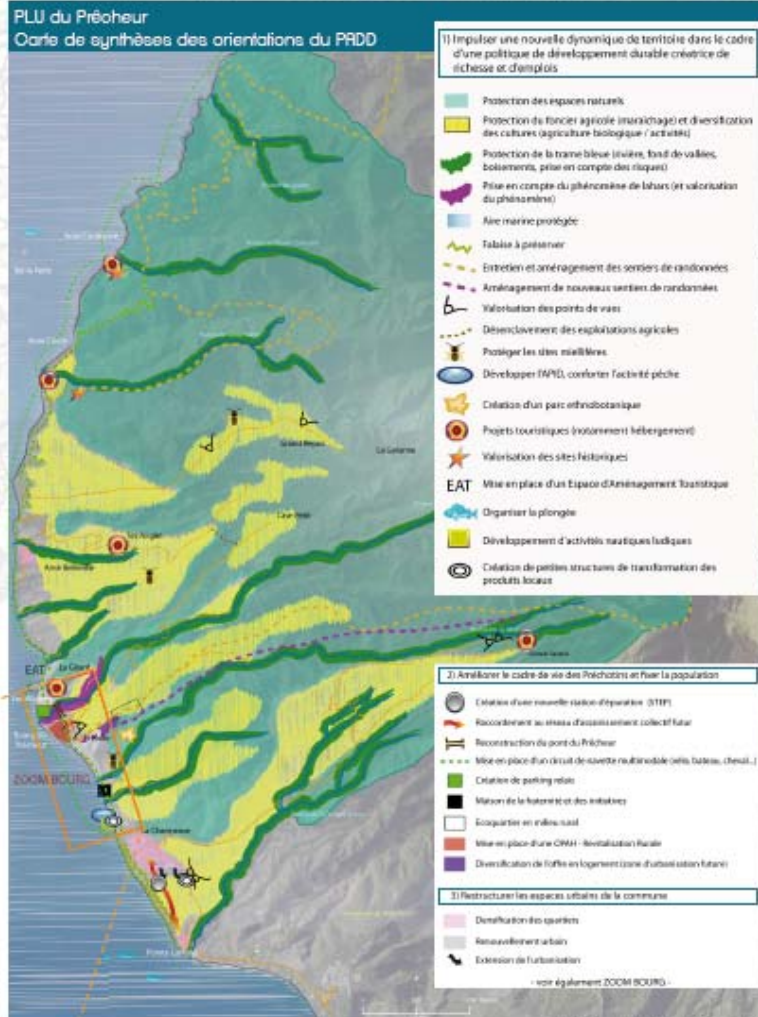 PLU du Prêcheur
Carte de synthèses des orientations du PADD
1) Impulser une nouvelle dynamique de territoire dans le cadre
d'une politique de développement durable créatrice de
richesse et d'emplois
Protection des espaces naturels
Protection du foncier agricole (maraîchage) et diversification
des cultures (agriculture biologique / activités)
Protection de la trame bleue (rivière, fond de vallées,
boisements, prise en compte des risques)
Prise en compte du phénomène de lahars (et valorisation
du phénomène)
Aire marine protégée
Falaise à préserver
Entretien et aménagement des sentiers de randonnées
Aménagement de nouveaux sentiers de randonnées
Valorisation des points de vues
Désenclavement des exploitations agricoles
Protéger les sites mellifères
Développer l'APID, conforter l'activité pêche
Création d'un parc ethnobotanique
Projets touristiques (notamment hébergement)
Valorisation des sites historiques
EAT Mise en place d'un Espace d'Aménagement Touristique
Organiser la plongée
Développement d'activités nautiques ludiques
Création de petites structures de transformation des
produits locaux
2) Améliorer le cadre de vie des Préchotins et fixer la population
Création d'une nouvelle station d'épuration (STEP)
Raccordement au réseau d'assainissement collectif futur
Reconstruction du pont du Prêcheur
Mise en place d'un circuit de navette multimodale (vélo, bateau, cheval...)
Création de parking relais
Maison de la fraternité et des initiatives
Ecoquartier en milieu rural
Mise en place d'une OPAH - Revitalisation Rurale
Diversification de l'offre en logement (zone d'urbanisation future)
3) Restructurer les espaces urbains de la commune
Densification des quartiers
Renouvellement urbain
Extension de l'urbanisation
- voir également ZOOM BOURG -
Anse Céron
La Charmeuse
EAT
ZOOM BOURG